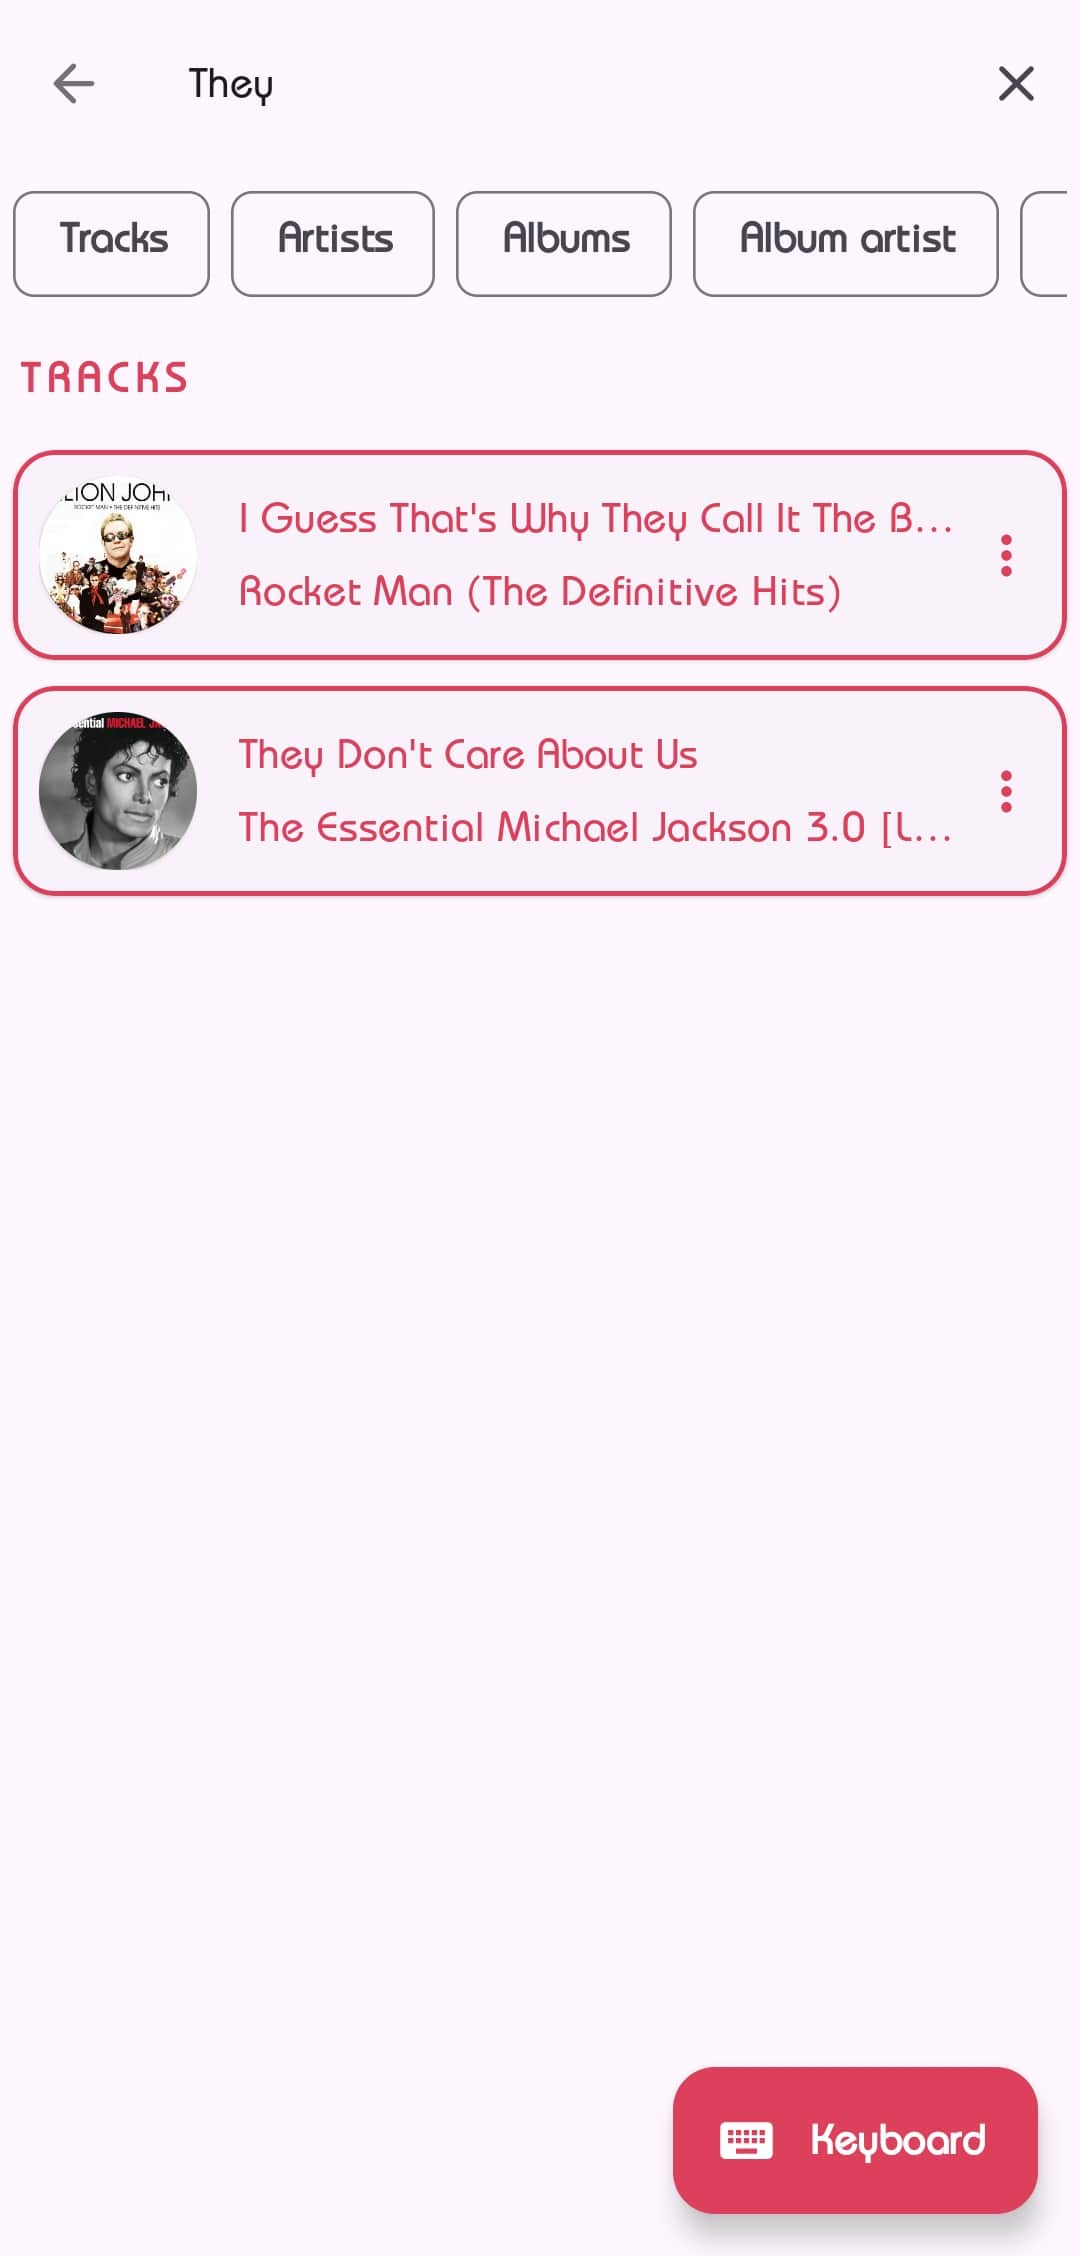 They
Tracks
Artists
Albums
Album artist
TRACKS
LTON JOH
ROCKET MAN • THE DEFINITIVE HITS
I Guess That's Why They Call It The B...
Rocket Man (The Definitive Hits)
ential MICHAEL J
They Don't Care About Us
The Essential Michael Jackson 3.0 [L...
Keyboard